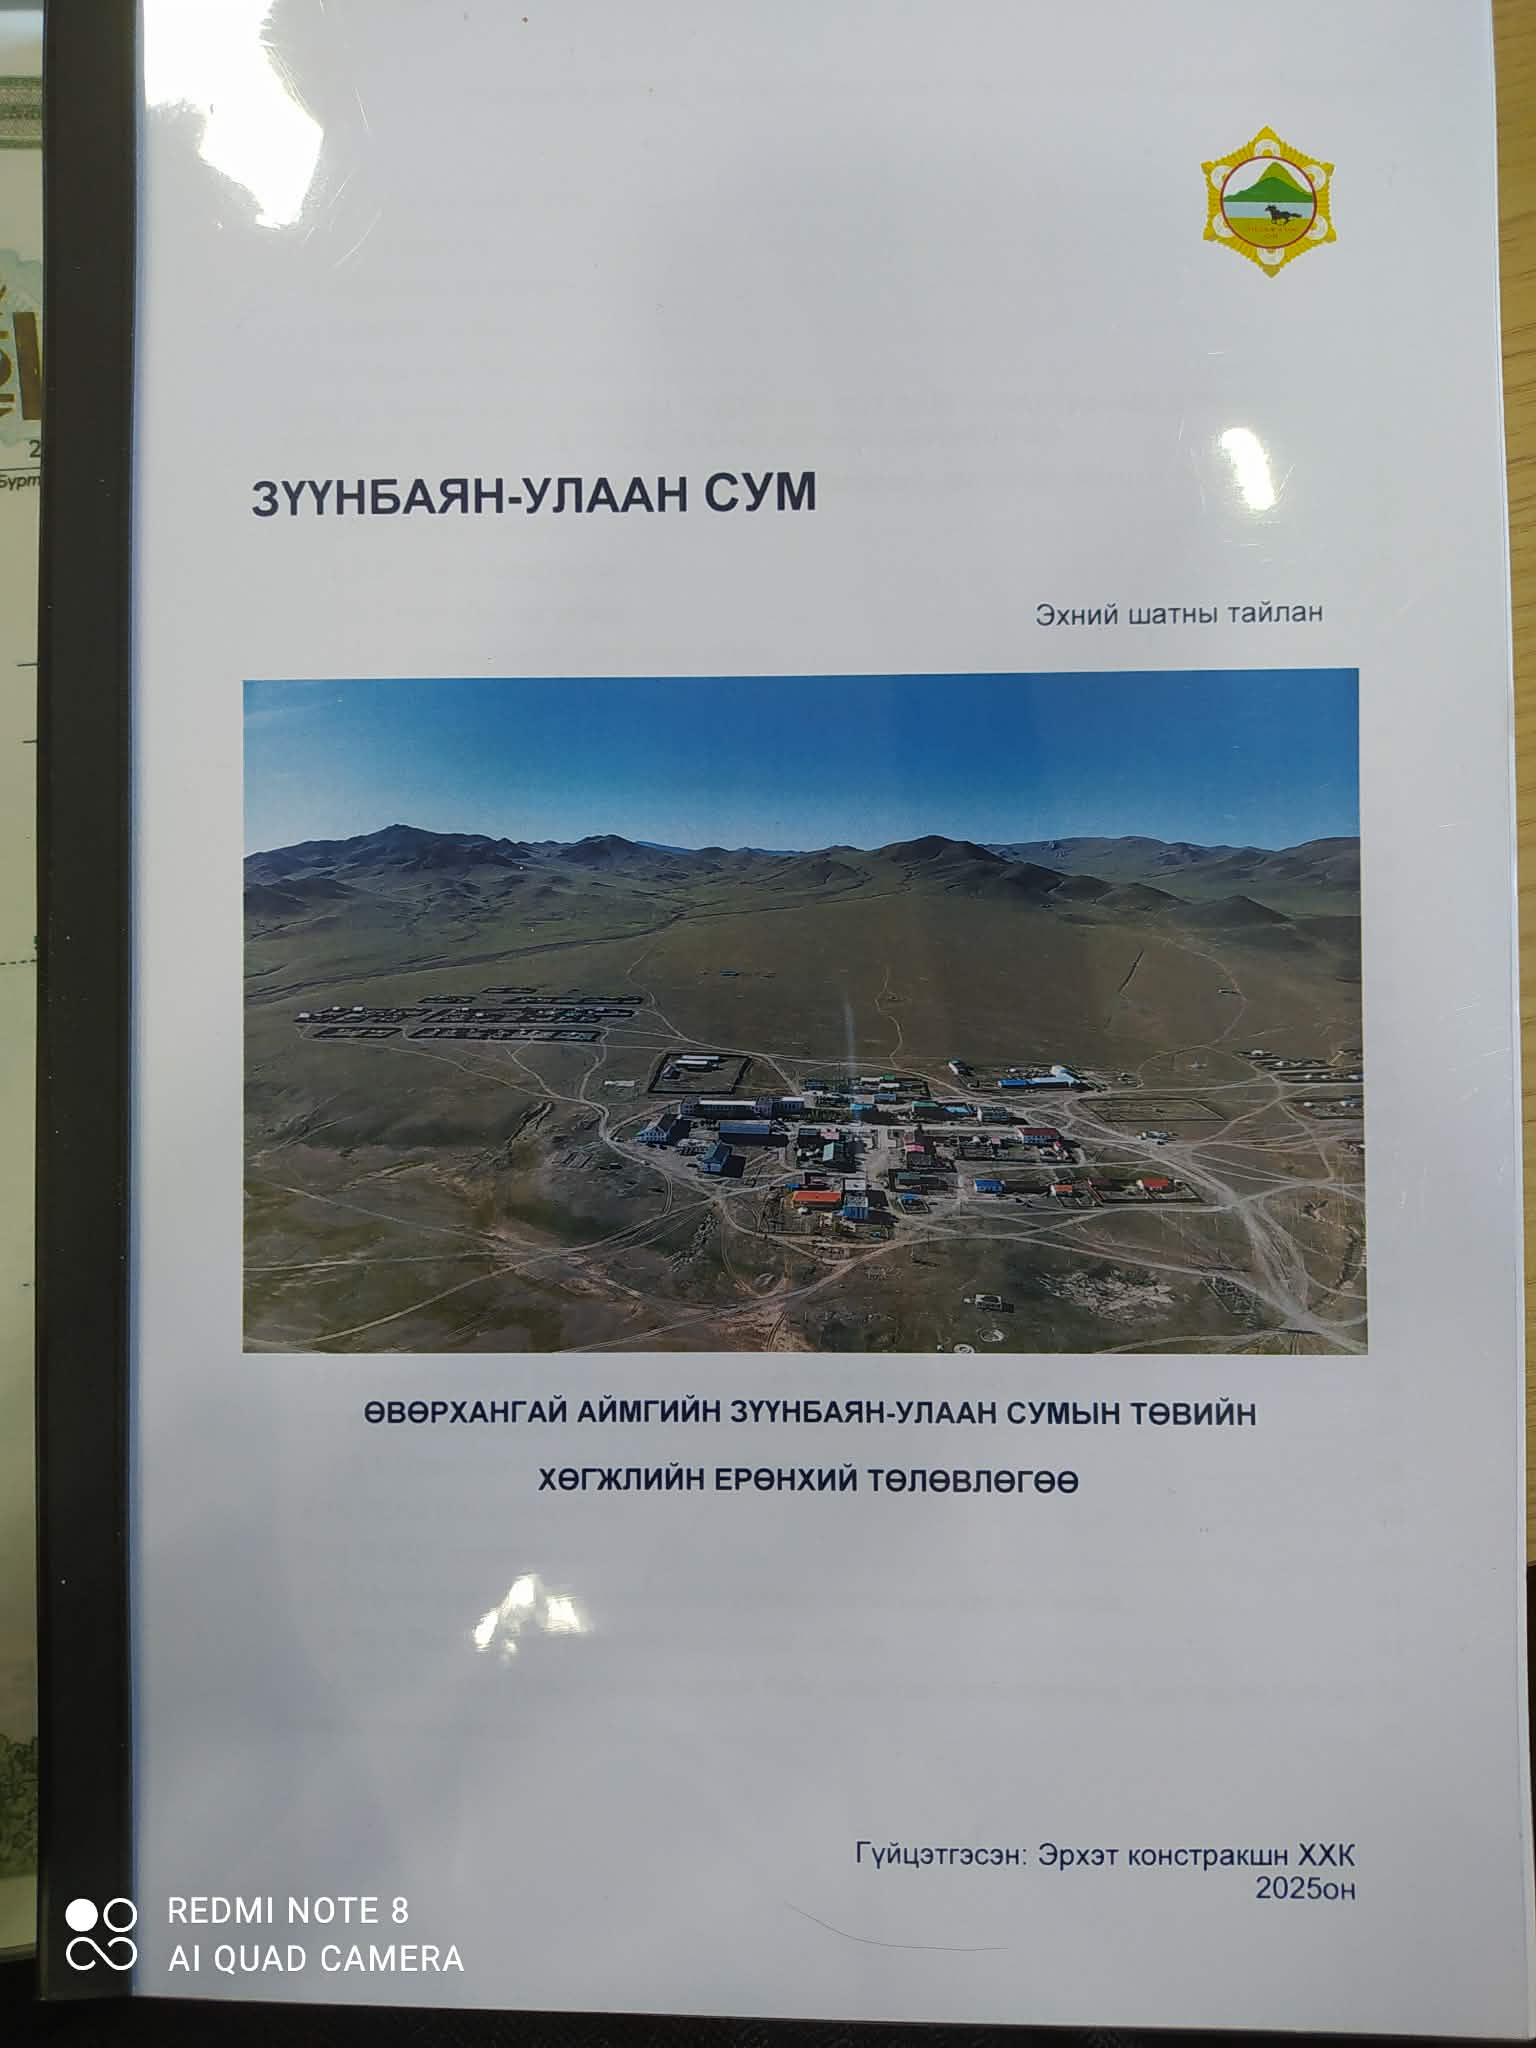 ЗҮҮНБАЯН-УЛААН СУМ
Эхний шатны тайлан
ӨВӨРХАНГАЙ АЙМГИЙН ЗҮҮНБАЯН-УЛААН СУМЫН ТӨВИЙН
ХӨГЖЛИЙН ЕРӨНХИЙ ТӨЛӨВЛӨГӨӨ
Гүйцэтгэсэн: Эрхэт констракшн ХХК
2025он
REDMI NOTE 8
AI QUAD CAMERA